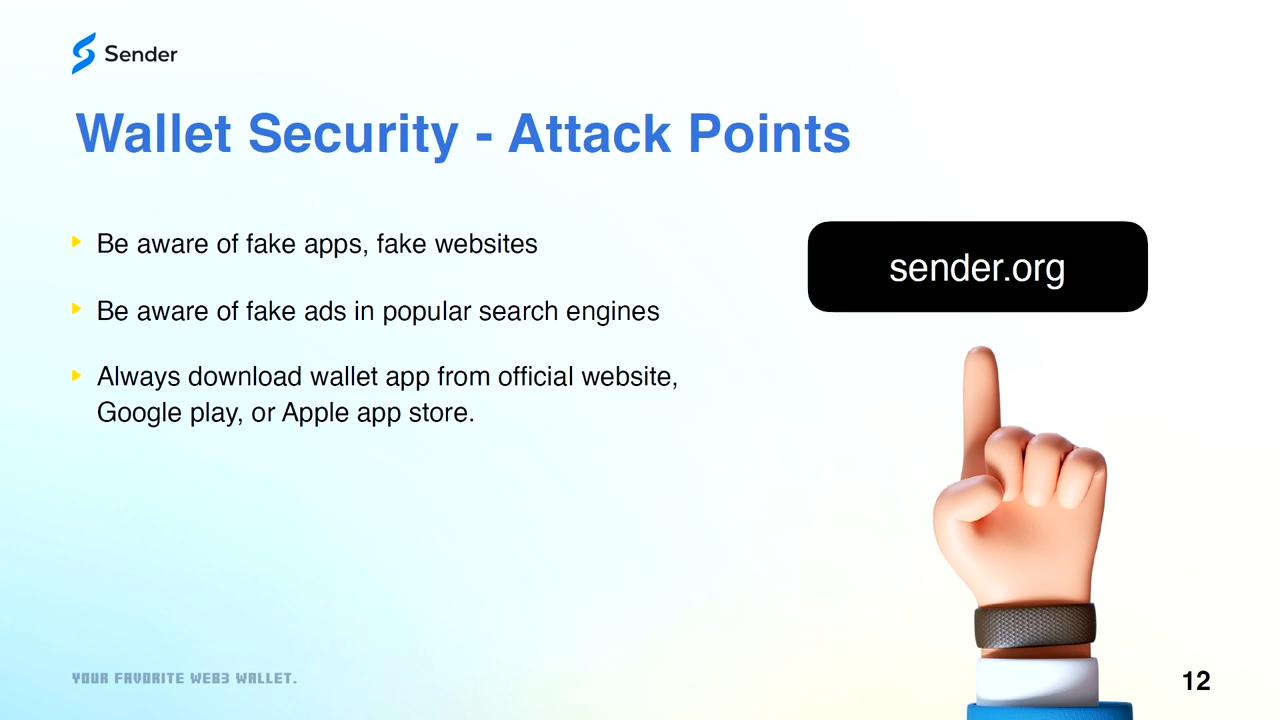 Sender
Wallet Security - Attack Points
Be aware of fake apps, fake websites
Be aware of fake ads in popular search engines
Always download wallet app from official website,
Google play, or Apple app store.
sender.org
YOUR FAVORITE WEB3 WALLET.
12